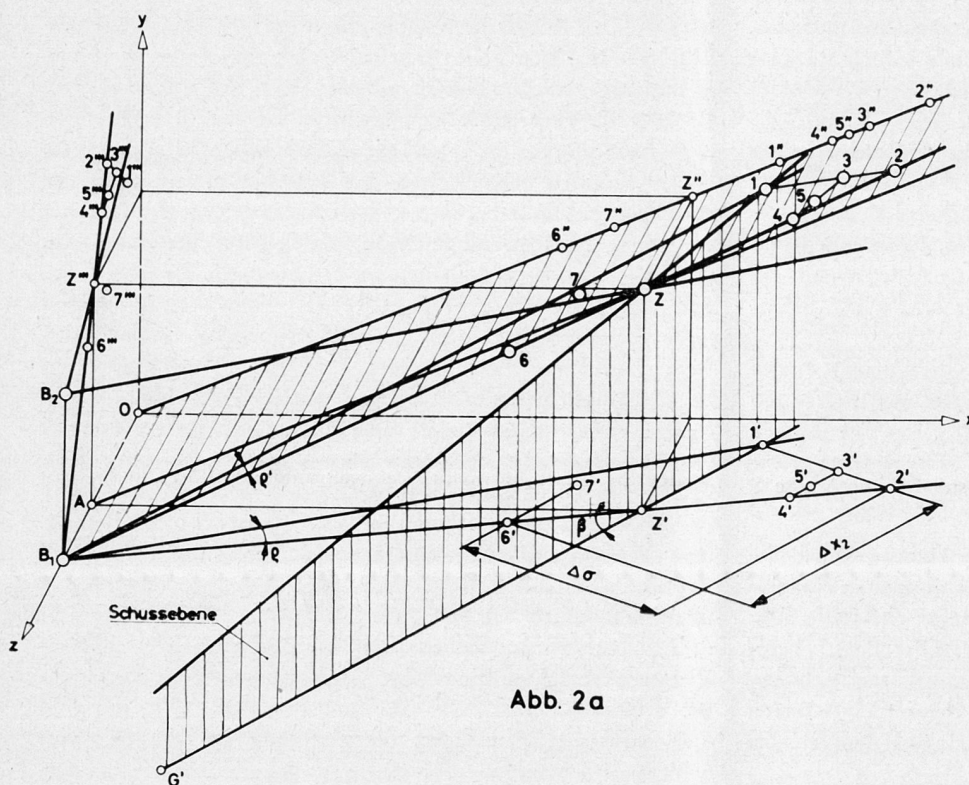 y
2"
3"
5"
4"
1"
2'''
3'''
1'''
5'''
4'''
1
3
2
5
4
Z"
7"
6"
Z'''
7'''
7
Z
6'''
6
B₂
O
x
1'
ϱ'
3'
A
7'
5'
2'
4'
B₁
ϱ
6'
β
Z'
Δx₂
Δσ
z
Schussebene
Abb. 2a
G'